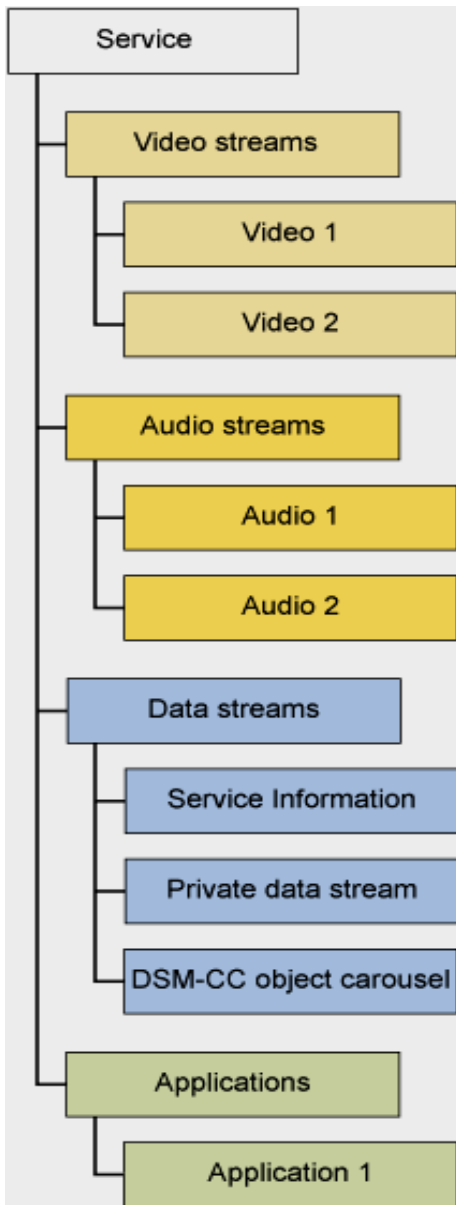 Service
Video streams
Video 1
Video 2
Audio streams
Audio 1
Audio 2
Data streams
Service Information
Private data stream
DSM-CC object carousel
Applications
Application 1